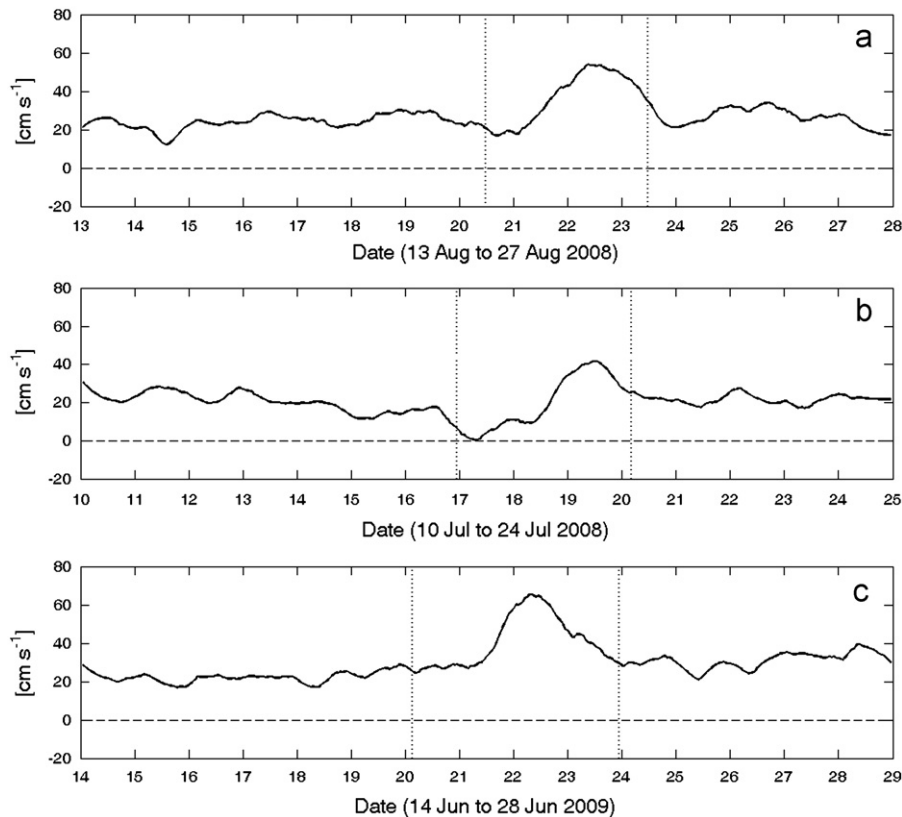 a
[cm s⁻¹]
80
60
40
20
0
-20
13 14 15 16 17 18 19 20 21 22 23 24 25 26 27 28
Date (13 Aug to 27 Aug 2008)
b
[cm s⁻¹]
80
60
40
20
0
-20
10 11 12 13 14 15 16 17 18 19 20 21 22 23 24 25
Date (10 Jul to 24 Jul 2008)
c
[cm s⁻¹]
80
60
40
20
0
-20
14 15 16 17 18 19 20 21 22 23 24 25 26 27 28 29
Date (14 Jun to 28 Jun 2009)